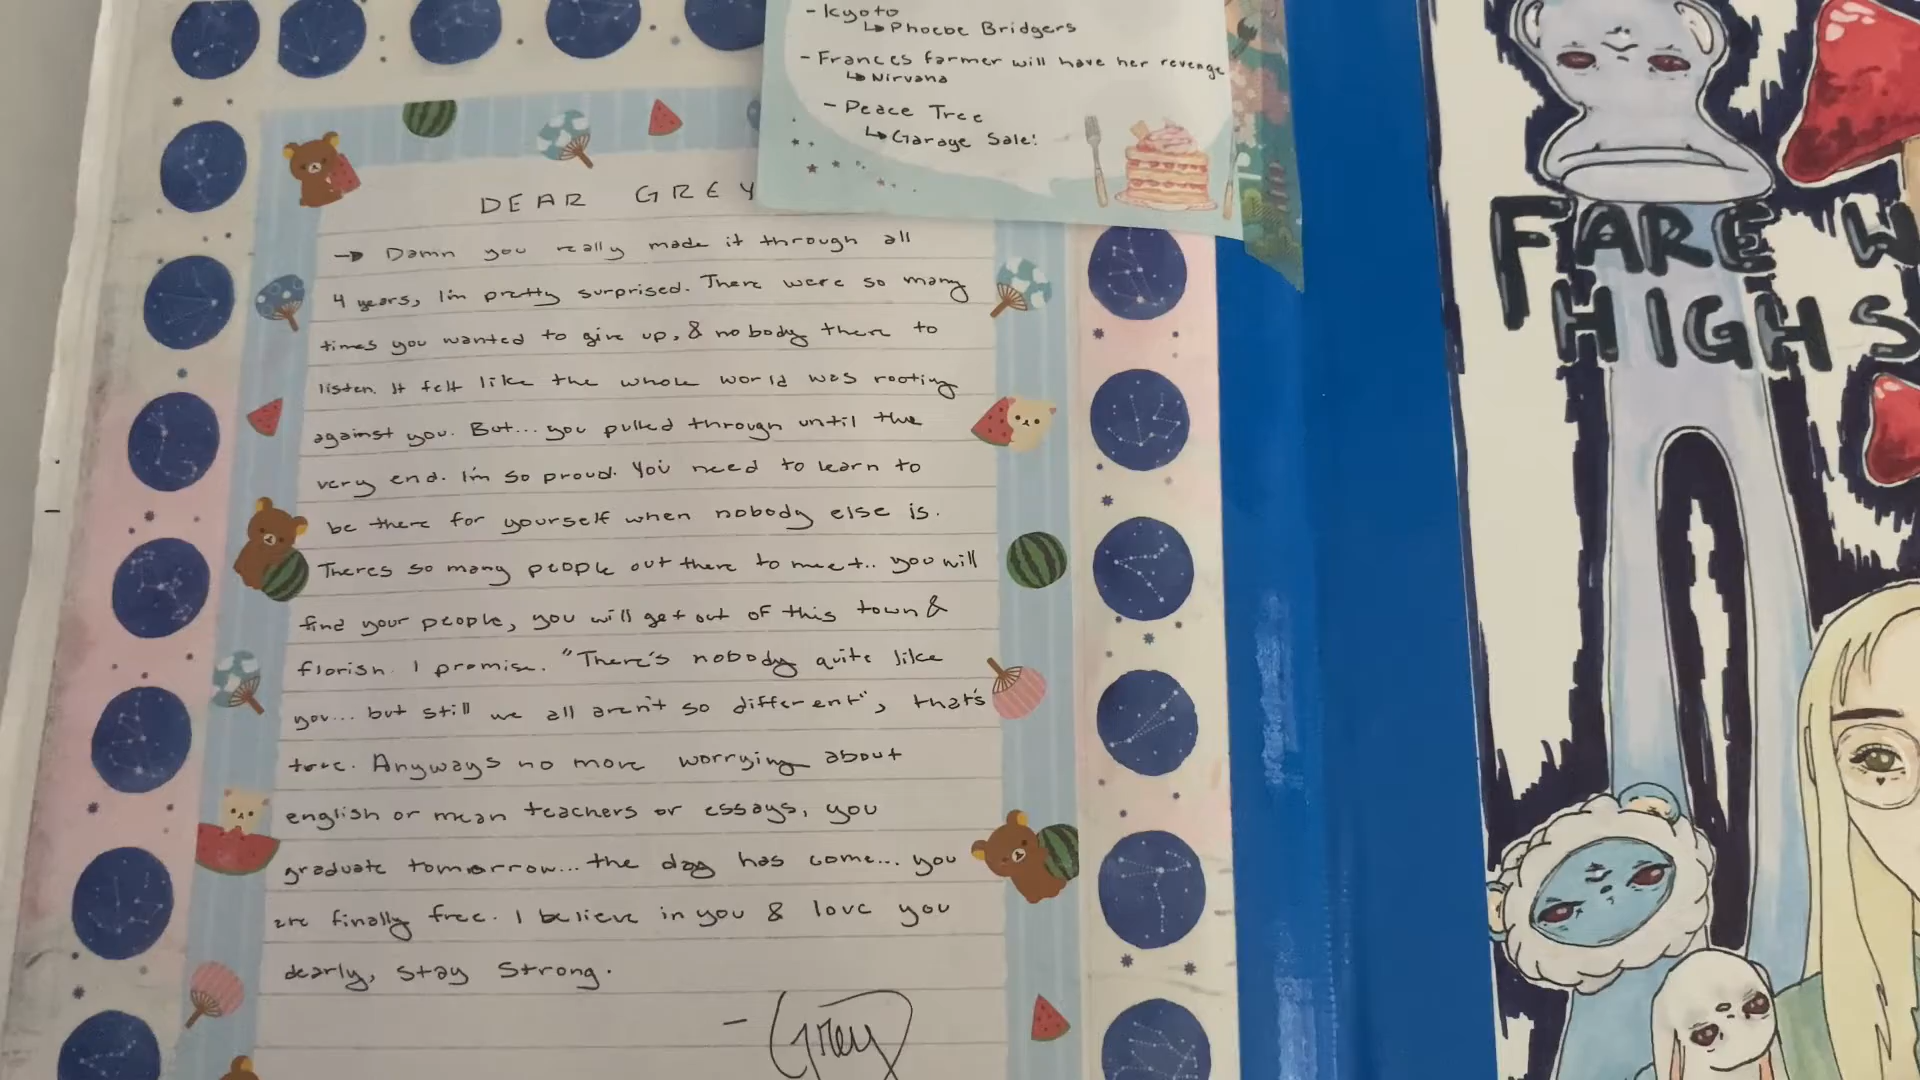 - Kyoto
↳ Phoebe Bridgers
- Frances farmer will have her revenge
↳ Nirvana
- Peace Tree
↳ Garage Sale!
DEAR GREY
→ Damn you really made it through all
4 years, I'm pretty surprised. There were so many
times you wanted to give up, & nobody there to
listen. It felt like the whole world was rooting
against you. But... you pulled through until the
very end. I'm so proud. You need to learn to
be there for yourself when nobody else is.
Theres so many people out there to meet.. you will
find your people, you will get out of this town &
florish. I promise. "There's nobody quite like
you... but still we all aren't so different", that's
true. Anyways no more worrying about
english or mean teachers or essays, you
graduate tomorrow... the day has come... you
are finally free. I believe in you & love you
dearly, stay strong.
- Grey
FARE W
HIGH S